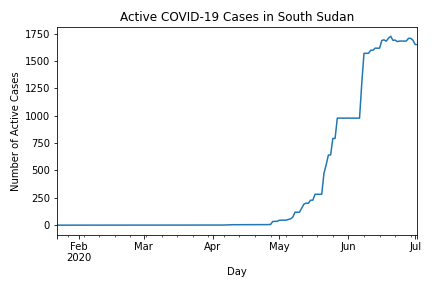 Active COVID-19 Cases in South Sudan
Number of Active Cases
1750
1500
1250
1000
750
500
250
0
Feb
2020
Mar
Apr
May
Jun
Jul
Day